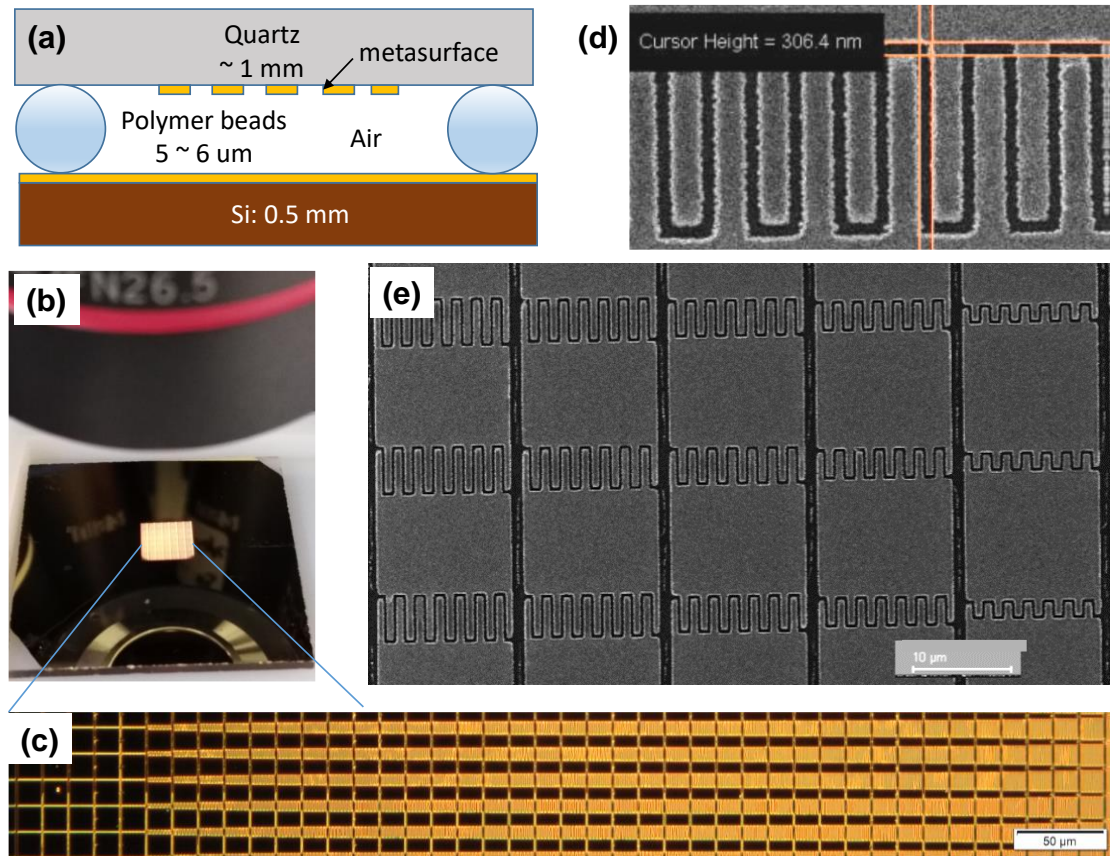 (a)
Quartz
~ 1 mm
metasurface
Polymer beads
5 ~ 6 um
Air
Si: 0.5 mm
(d)
Cursor Height = 306.4 nm
(b)
N26.5
(e)
10 µm
(c)
50 µm